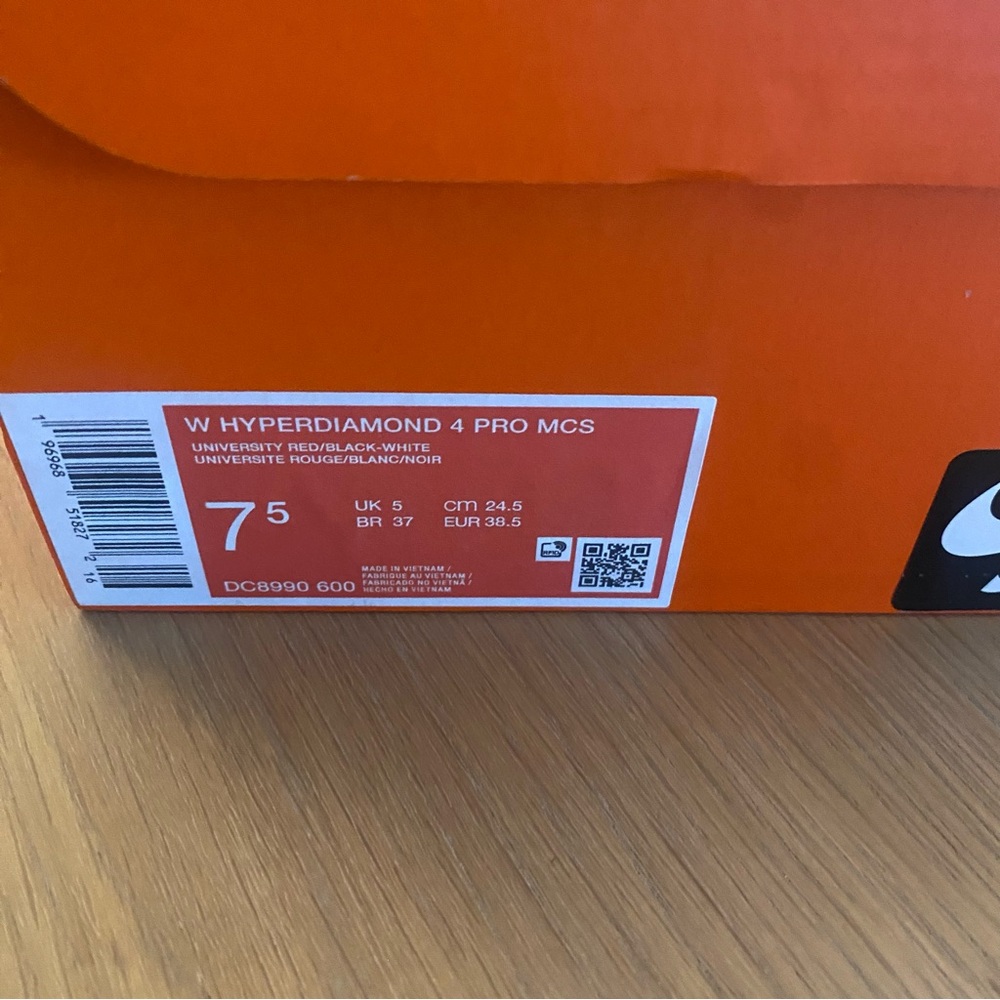 W HYPERDIAMOND 4 PRO MCS
UNIVERSITY RED/BLACK-WHITE
UNIVERSITE ROUGE/BLANC/NOIR
7 5
UK 5 cm 24.5
BR 37 EUR 38.5
DC8990 600
MADE IN VIETNAM /
FABRIQUE AU VIETNAM /
FABRICADO NO VIETNÃ /
HECHO EN VIETNAM
1 96968 51827 2 16